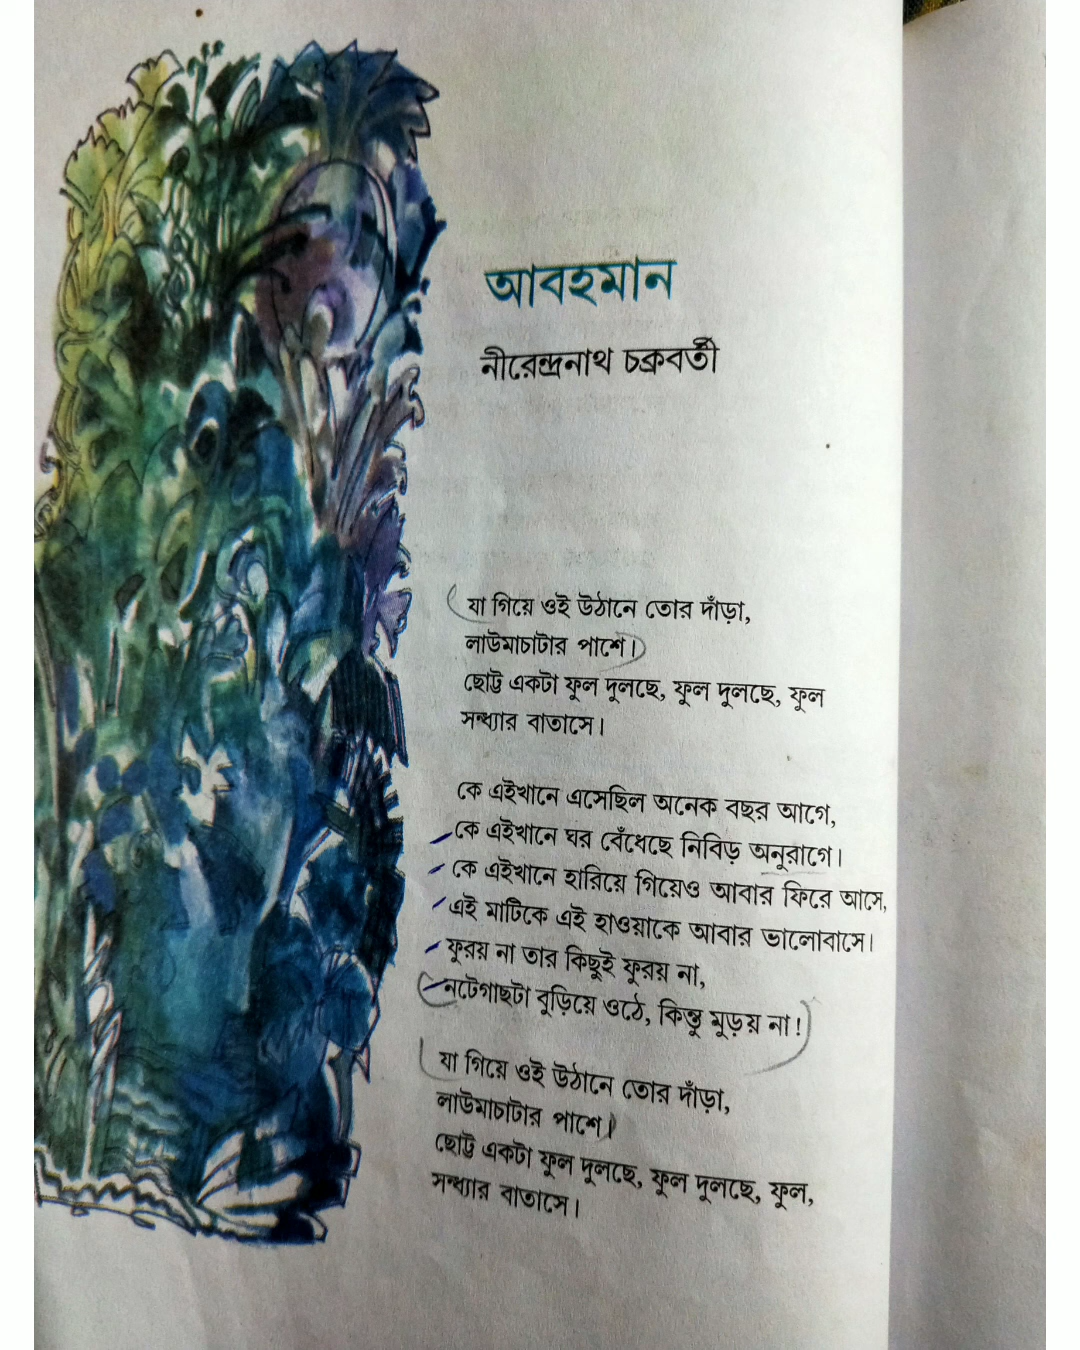 আবহমান
নীরেন্দ্রনাথ চক্রবর্তী
যা গিয়ে ওই উঠানে তোর দাঁড়া,
লাউমাচাটার পাশে।
ছোট্ট একটা ফুল দুলছে, ফুল দুলছে, ফুল
সন্ধ্যার বাতাসে।
কে এইখানে এসেছিল অনেক বছর আগে,
কে এইখানে ঘর বেঁধেছে নিবিড় অনুরাগে।
কে এইখানে হারিয়ে গিয়েও আবার ফিরে আসে,
এই মাটিকে এই হাওয়াকে আবার ভালোবাসে।
ফুরয় না তার কিছুই ফুরয় না,
নটেগাছটা বুড়িয়ে ওঠে, কিন্তু মুড়য় না!
যা গিয়ে ওই উঠানে তোর দাঁড়া,
লাউমাচাটার পাশে।
ছোট্ট একটা ফুল দুলছে, ফুল দুলছে, ফুল,
সন্ধ্যার বাতাসে।